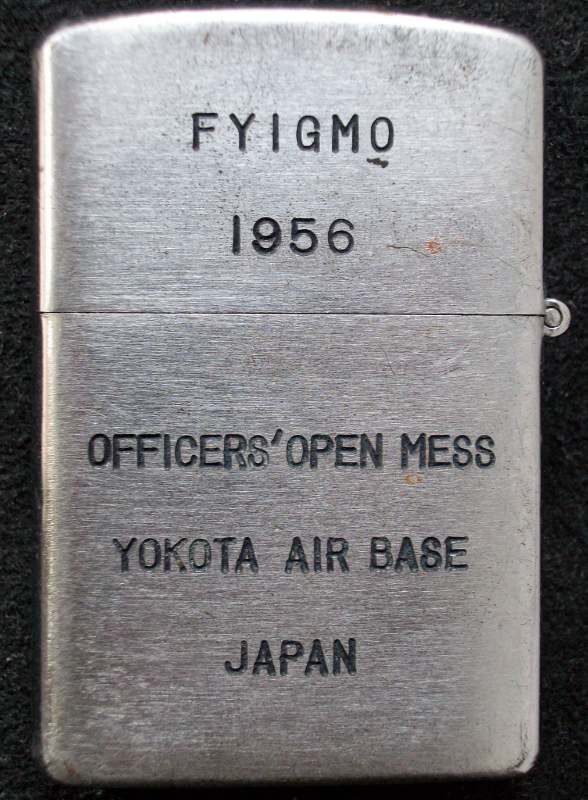 FYIGMO
1956
OFFICERS' OPEN MESS
YOKOTA AIR BASE
JAPAN